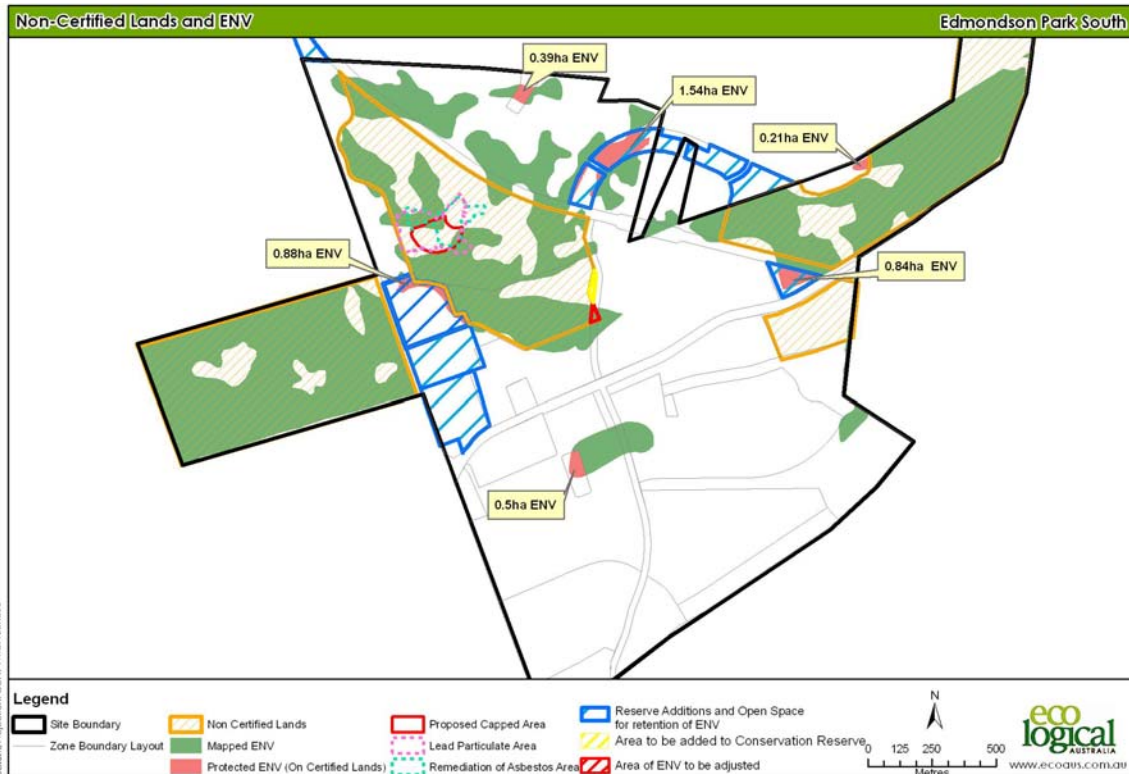 Non-Certified Lands and ENV
Edmondson Park South
0.39ha ENV
1.54ha ENV
0.21ha ENV
0.88ha ENV
0.84ha ENV
0.5ha ENV
Legend
Site Boundary
Zone Boundary Layout
Non Certified Lands
Mapped ENV
Protected ENV (On Certified Lands)
Proposed Capped Area
Lead Particulate Area
Remediation of Asbestos Area
Reserve Additions and Open Space
for retention of ENV
Area to be added to Conservation Reserve
Area of ENV to be adjusted
N
0 125 250 500
Metres
eco
logical
AUSTRALIA
www.ecoaus.com.au